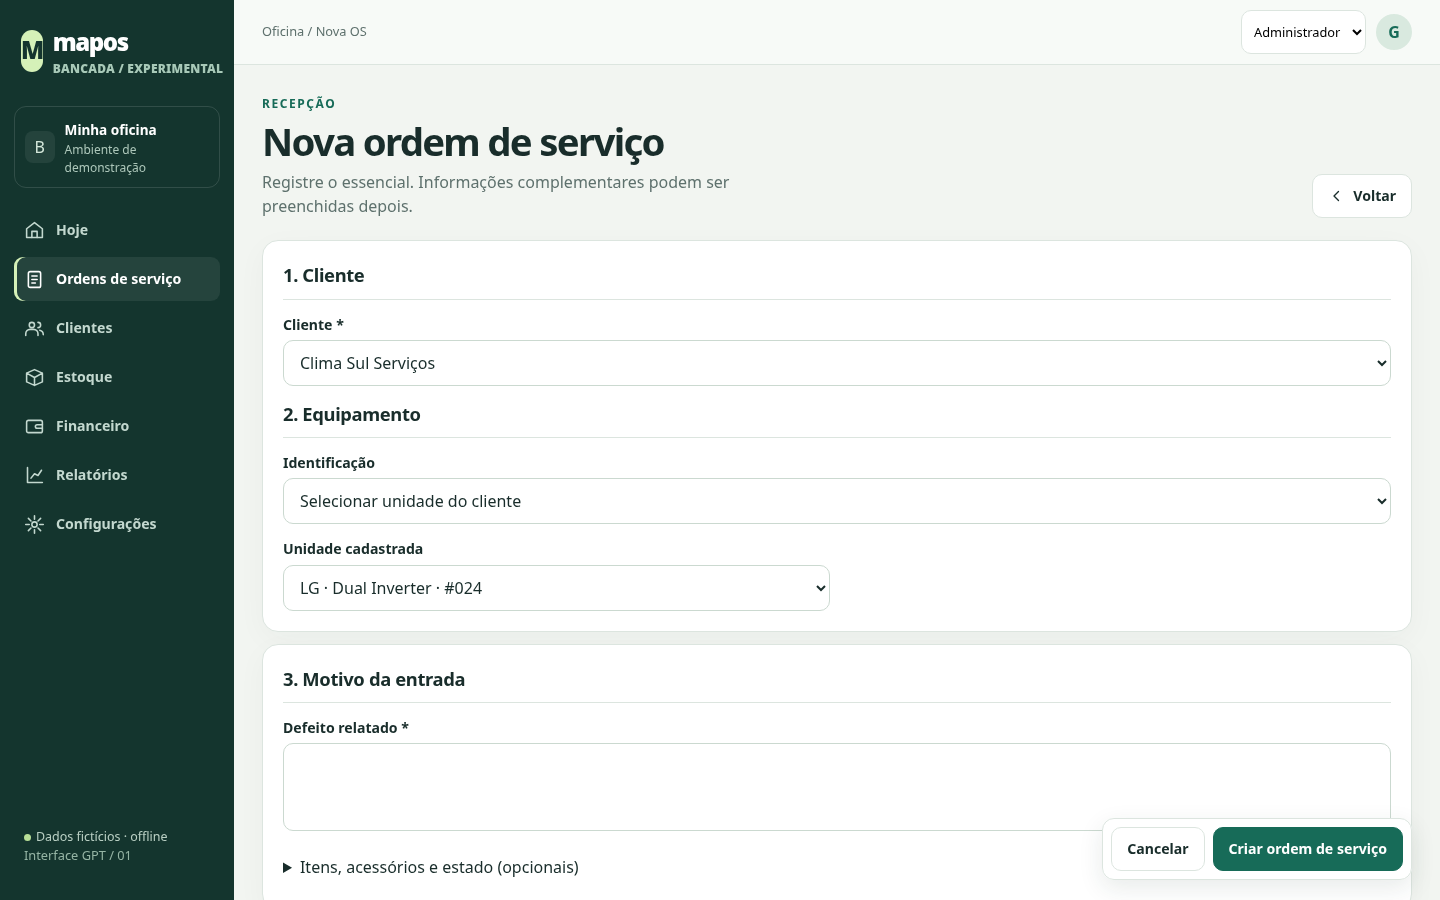 M
mapos
BANCADA / EXPERIMENTAL
B
Minha oficina
Ambiente de
demonstração
Hoje
Ordens de serviço
Clientes
Estoque
Financeiro
Relatórios
Configurações
Dados fictícios · offline
Interface GPT / 01
Oficina / Nova OS
Administrador
G
RECEPÇÃO
Nova ordem de serviço
Registre o essencial. Informações complementares podem ser
preenchidas depois.
Voltar
1. Cliente
Cliente *
Clima Sul Serviços
2. Equipamento
Identificação
Selecionar unidade do cliente
Unidade cadastrada
LG · Dual Inverter · #024
3. Motivo da entrada
Defeito relatado *
Itens, acessórios e estado (opcionais)
Cancelar
Criar ordem de serviço